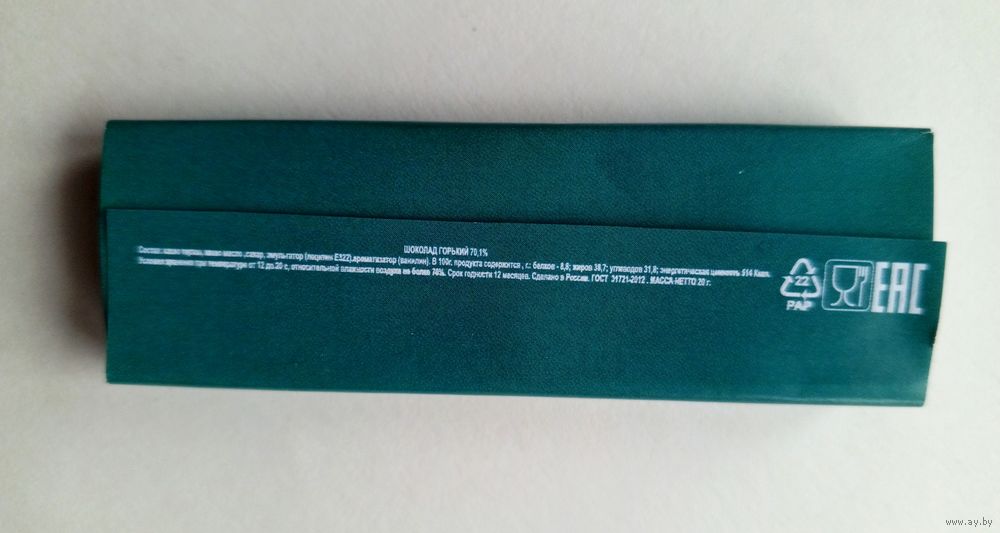 ШОКОЛАД ГОРЬКИЙ 70,1%
Состав: какао тертое, какао масло ,сахар, эмульгатор (лецитин Е322),ароматизатор (ванилин). В 100г. продукта содержится , г.: белков - 8,8; жиров 38,7; углеводов 31,8; энергетическая ценность 514 Ккал.
Условия хранения: при температуре от 12 до 20 с, относительной влажности воздуха не более 70%. Срок годности 12 месяцев. Сделано в России. ГОСТ 31721-2012 . МАССА НЕТТО 20 г.
22
PAP
EAC
www.ay.by